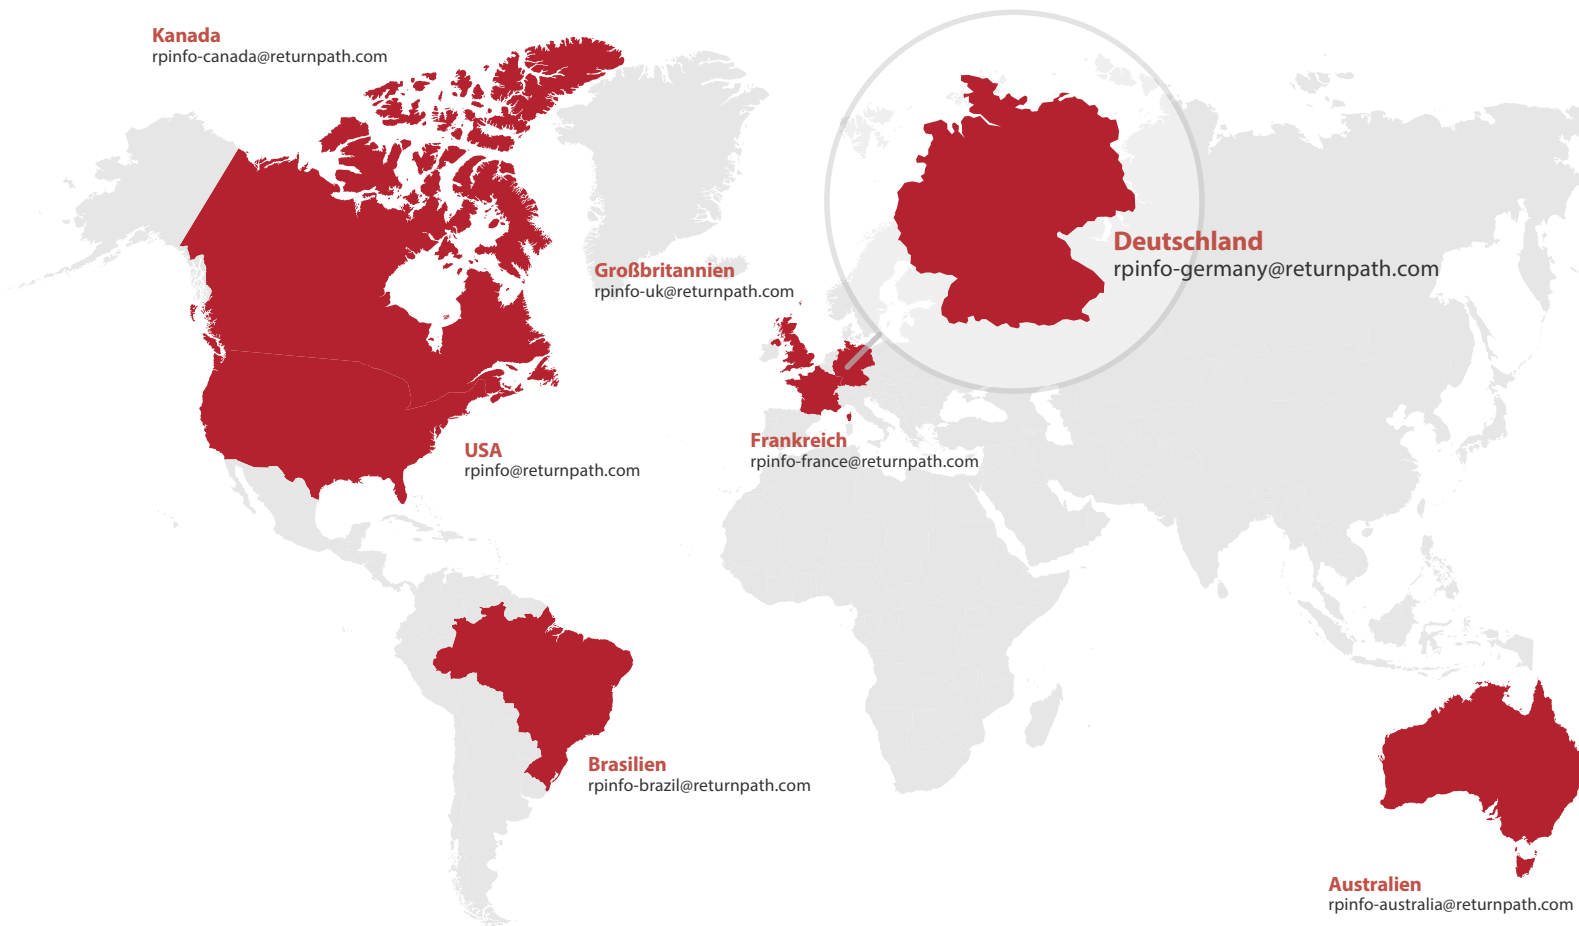 Kanada
rpinfo-canada@returnpath.com
Großbritannien
rpinfo-uk@returnpath.com
Deutschland
rpinfo-germany@returnpath.com
USA
rpinfo@returnpath.com
Frankreich
rpinfo-france@returnpath.com
Brasilien
rpinfo-brazil@returnpath.com
Australien
rpinfo-australia@returnpath.com